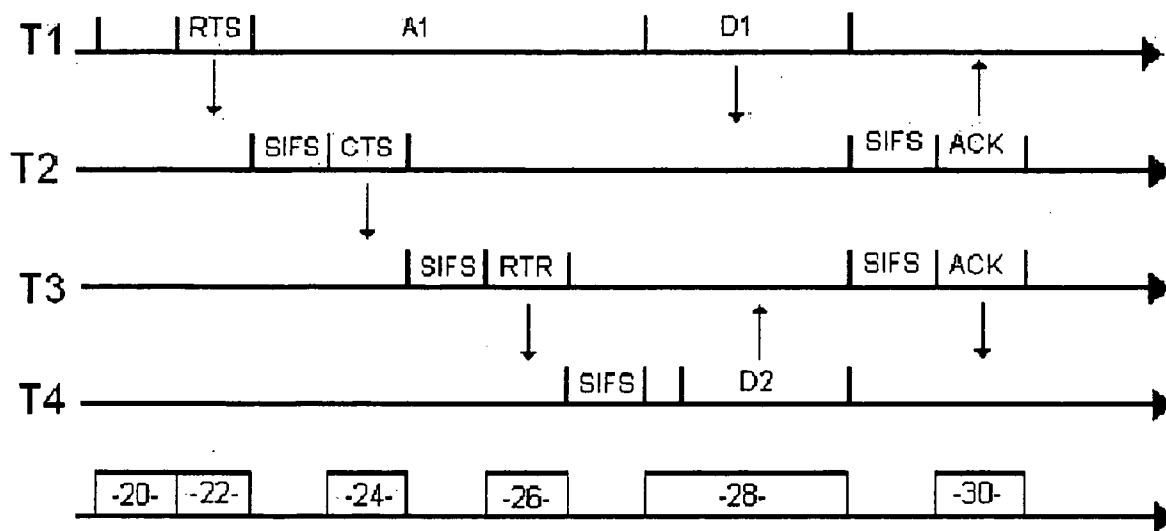 T1 RTS A1 D1
T2 SIFS CTS SIFS ACK
T3 SIFS RTR SIFS ACK
T4 SIFS D2
-20- -22- -24- -26- -28- -30-